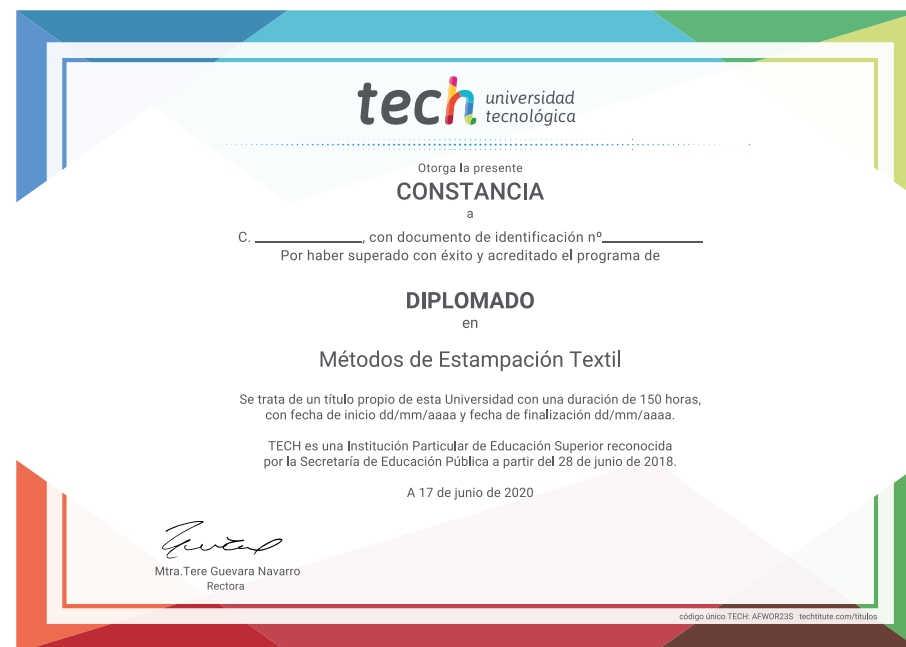 tech universidad
tecnológica
Otorga la presente
CONSTANCIA
a
C. ____________, con documento de identificación nº____________
Por haber superado con éxito y acreditado el programa de
DIPLOMADO
en
Métodos de Estampación Textil
Se trata de un título propio de esta Universidad con una duración de 150 horas,
con fecha de inicio dd/mm/aaaa y fecha de finalización dd/mm/aaaa.
TECH es una Institución Particular de Educación Superior reconocida
por la Secretaría de Educación Pública a partir del 28 de junio de 2018.
A 17 de junio de 2020
Mtra.Tere Guevara Navarro
Rectora
código único TECH: AFWOR23S techtitute.com/titulos